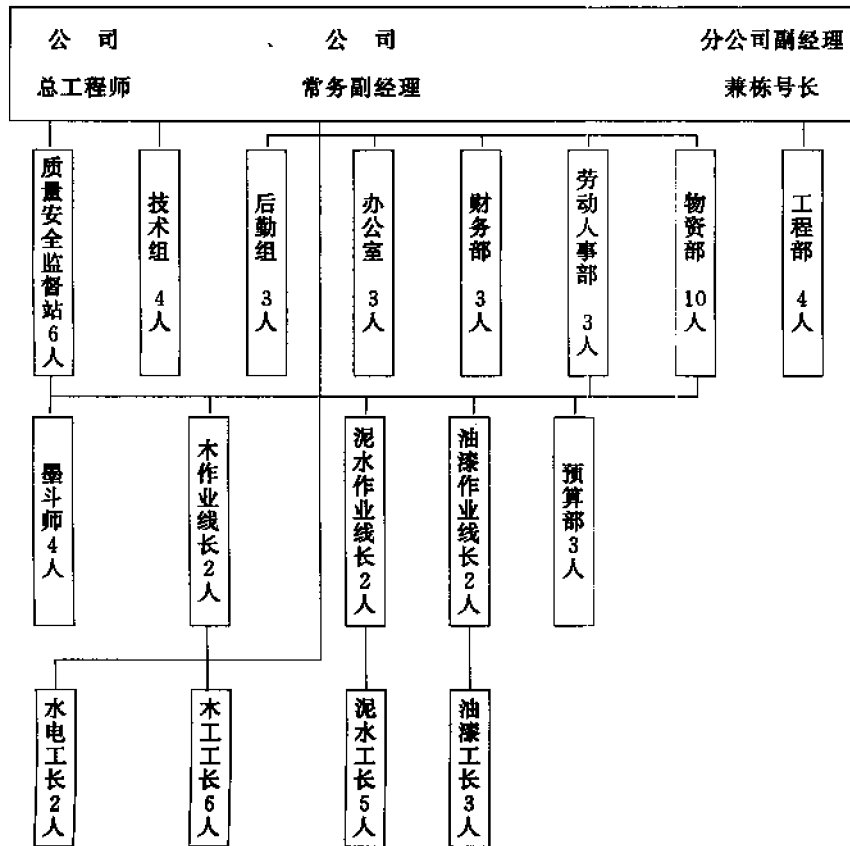 公 司
、 公 司
分公司副经理
总工程师
常务副经理
兼栋号长
质量安全监督站6人
技术组 4人
后勤组 3人
办公室 3人
财务部 3人
劳动人事部 3人
物资部 10人
工程部 4人
墨斗师4人
木作业线长2人
泥水作业线长2人
油漆作业线长2人
预算部3人
水电工长2人
木工工长6人
泥水工长5人
油漆工长3人